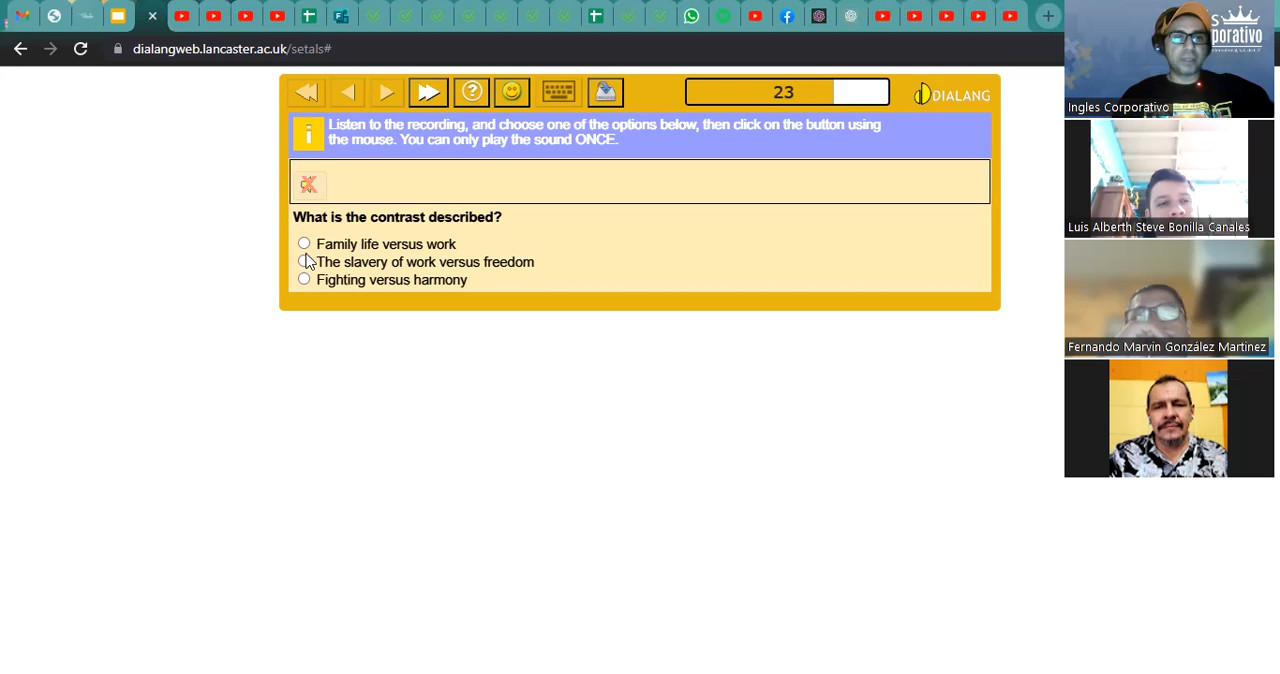 dialangweb.lancaster.ac.uk/setals#
23
DIALANG
i
Listen to the recording, and choose one of the options below, then click on the button using
the mouse. You can only play the sound ONCE.
What is the contrast described?
Family life versus work
The slavery of work versus freedom
Fighting versus harmony
s
porativo
Ingles Corporativo
Luis Alberth Steve Bonilla Canales
Fernando Marvin González Martinez